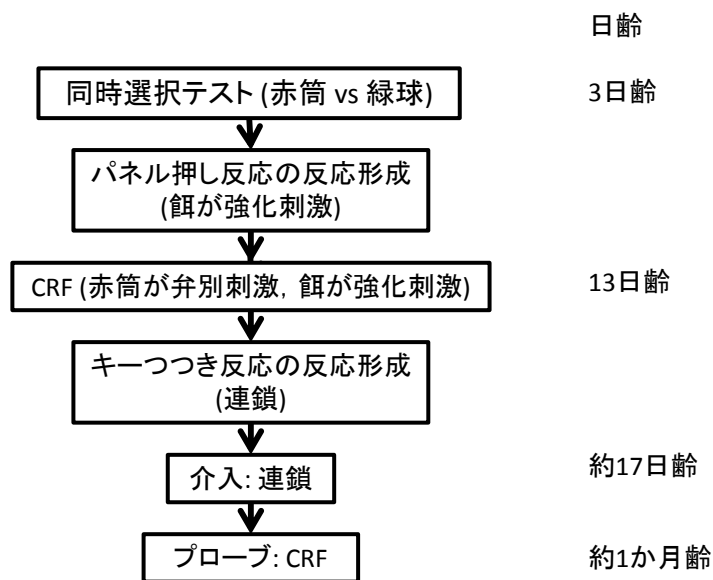 日齢
同時選択テスト (赤筒 vs 緑球)
3日齢
パネル押し反応の反応形成
(餌が強化刺激)
CRF (赤筒が弁別刺激, 餌が強化刺激)
13日齢
キーつつき反応の反応形成
(連鎖)
介入: 連鎖
約17日齢
プローブ: CRF
約1か月齢